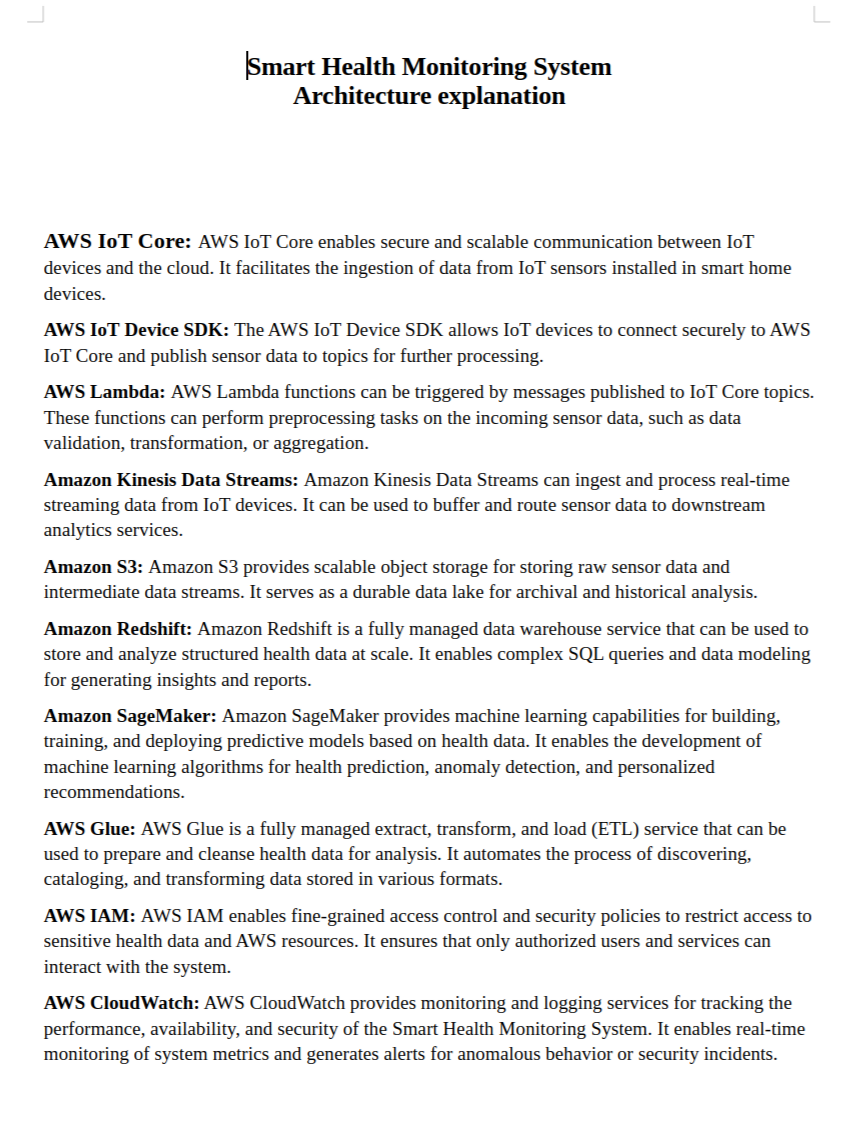 Smart Health Monitoring System
Architecture explanation
AWS IoT Core: AWS IoT Core enables secure and scalable communication between IoT
devices and the cloud. It facilitates the ingestion of data from IoT sensors installed in smart home
devices.
AWS IoT Device SDK: The AWS IoT Device SDK allows IoT devices to connect securely to AWS
IoT Core and publish sensor data to topics for further processing.
AWS Lambda: AWS Lambda functions can be triggered by messages published to IoT Core topics.
These functions can perform preprocessing tasks on the incoming sensor data, such as data
validation, transformation, or aggregation.
Amazon Kinesis Data Streams: Amazon Kinesis Data Streams can ingest and process real-time
streaming data from IoT devices. It can be used to buffer and route sensor data to downstream
analytics services.
Amazon S3: Amazon S3 provides scalable object storage for storing raw sensor data and
intermediate data streams. It serves as a durable data lake for archival and historical analysis.
Amazon Redshift: Amazon Redshift is a fully managed data warehouse service that can be used to
store and analyze structured health data at scale. It enables complex SQL queries and data modeling
for generating insights and reports.
Amazon SageMaker: Amazon SageMaker provides machine learning capabilities for building,
training, and deploying predictive models based on health data. It enables the development of
machine learning algorithms for health prediction, anomaly detection, and personalized
recommendations.
AWS Glue: AWS Glue is a fully managed extract, transform, and load (ETL) service that can be
used to prepare and cleanse health data for analysis. It automates the process of discovering,
cataloging, and transforming data stored in various formats.
AWS IAM: AWS IAM enables fine-grained access control and security policies to restrict access to
sensitive health data and AWS resources. It ensures that only authorized users and services can
interact with the system.
AWS CloudWatch: AWS CloudWatch provides monitoring and logging services for tracking the
performance, availability, and security of the Smart Health Monitoring System. It enables real-time
monitoring of system metrics and generates alerts for anomalous behavior or security incidents.